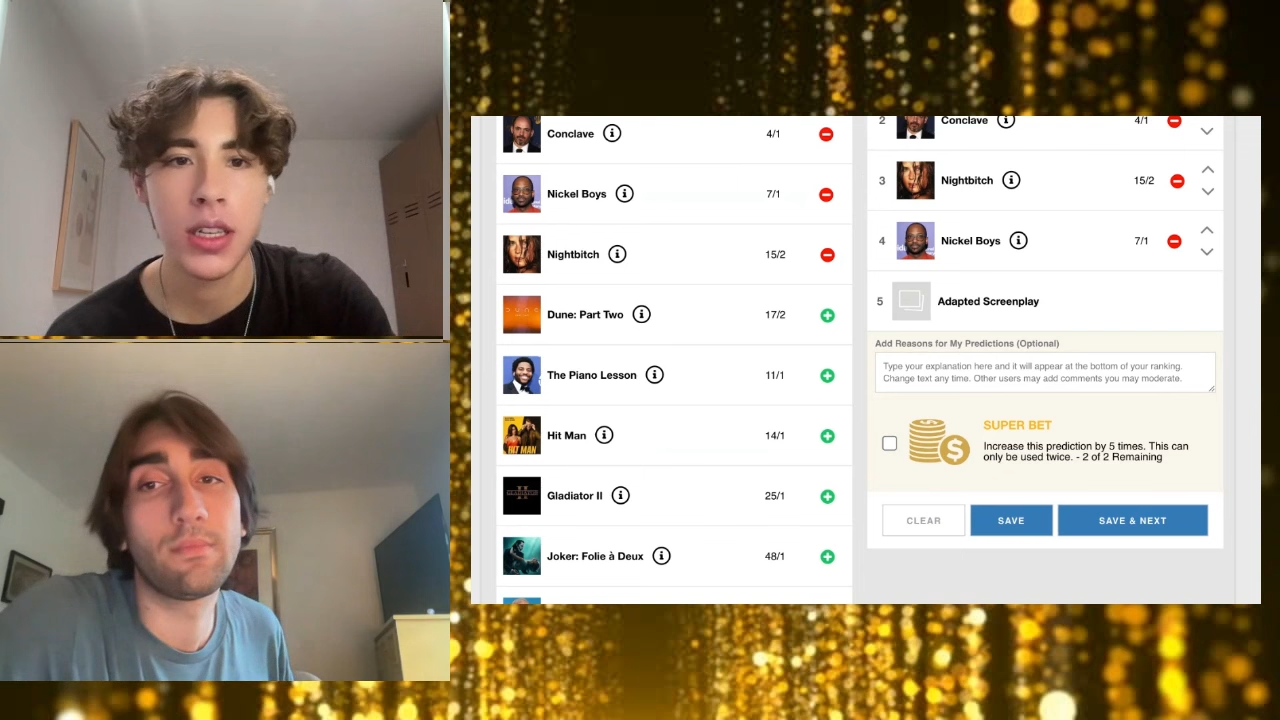 Conclave 4/1
Nickel Boys 7/1
Nightbitch 15/2
Dune: Part Two 17/2
The Piano Lesson 11/1
Hit Man 14/1
Gladiator II 25/1
Joker: Folie à Deux 48/1
2 Conclave 4/1
3 Nightbitch 15/2
4 Nickel Boys 7/1
5 Adapted Screenplay
Add Reasons for My Predictions (Optional)
Type your explanation here and it will appear at the bottom of your ranking.
Change text any time. Other users may add comments you may moderate.
SUPER BET
Increase this prediction by 5 times. This can
only be used twice. - 2 of 2 Remaining
CLEAR SAVE SAVE & NEXT
HIT MAN